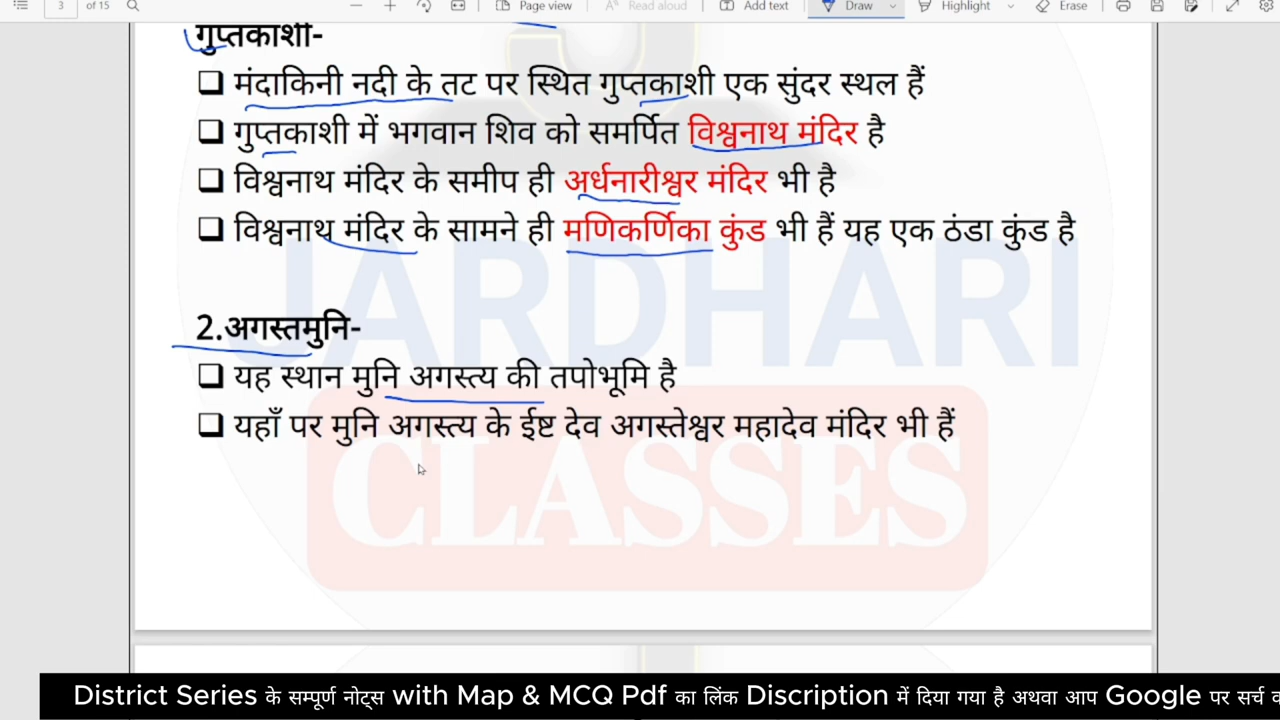 3 of 15 Page view Read aloud Add text Draw Highlight Erase
गुप्तकाशी-
मंदाकिनी नदी के तट पर स्थित गुप्तकाशी एक सुंदर स्थल हैं
गुप्तकाशी में भगवान शिव को समर्पित विश्वनाथ मंदिर है
विश्वनाथ मंदिर के समीप ही अर्धनारीश्वर मंदिर भी है
विश्वनाथ मंदिर के सामने ही मणिकर्णिका कुंड भी हैं यह एक ठंडा कुंड है
JARDHARI
2.अगस्तमुनि-
यह स्थान मुनि अगस्त्य की तपोभूमि है
यहाँ पर मुनि अगस्त्य के ईष्ट देव अगस्तेश्वर महादेव मंदिर भी हैं
CLASSES
District Series के सम्पूर्ण नोट्स with Map & MCQ Pdf का लिंक Discription में दिया गया है अथवा आप Google पर सर्च